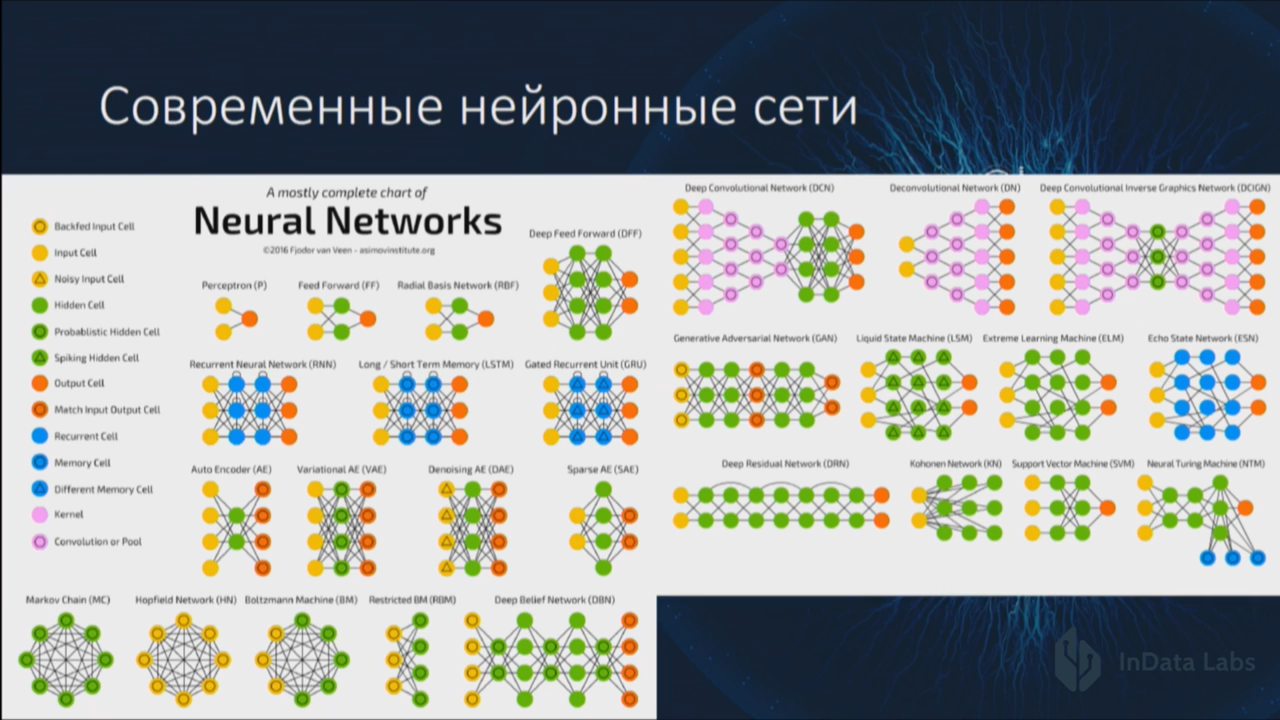 Современные нейронные сети
A mostly complete chart of
Neural Networks
©2016 Fjodor van Veen - asimovinstitute.org
Backfed Input Cell
Input Cell
Noisy Input Cell
Hidden Cell
Probablistic Hidden Cell
Spiking Hidden Cell
Output Cell
Match Input Output Cell
Recurrent Cell
Memory Cell
Different Memory Cell
Kernel
Convolution or Pool
Deep Feed Forward (DFF)
Perceptron (P) Feed Forward (FF) Radial Basis Network (RBF)
Recurrent Neural Network (RNN) Long / Short Term Memory (LSTM) Gated Recurrent Unit (GRU)
Auto Encoder (AE) Variational AE (VAE) Denoising AE (DAE) Sparse AE (SAE)
Markov Chain (MC) Hopfield Network (HN) Boltzmann Machine (BM) Restricted BM (RBM) Deep Belief Network (DBN)
Deep Convolutional Network (DCN) Deconvolutional Network (DN) Deep Convolutional Inverse Graphics Network (DCIGN)
Generative Adversarial Network (GAN) Liquid State Machine (LSM) Extreme Learning Machine (ELM) Echo State Network (ESN)
Deep Residual Network (DRN) Kohonen Network (KN) Support Vector Machine (SVM) Neural Turing Machine (NTM)
InData Labs